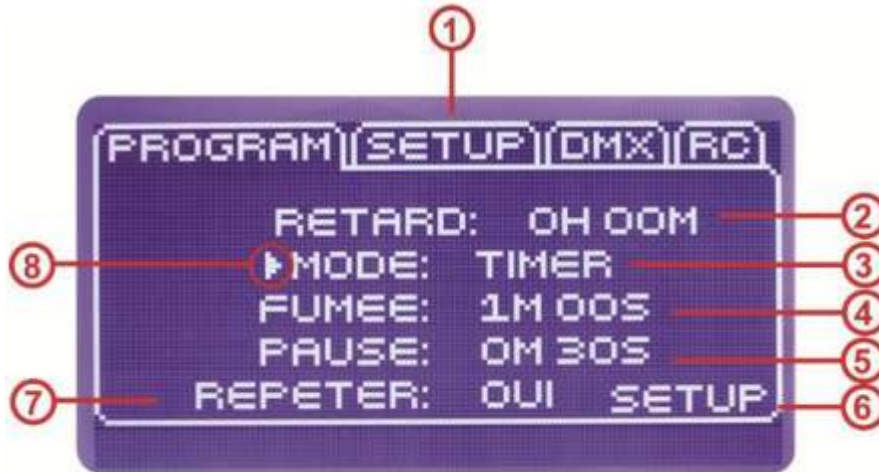 1
PROGRAM SETUP DMX RC
RETARD: 0H 00M 2
8 MODE: TIMER 3
FUMEE: 1M 00S 4
PAUSE: 0M 30S 5
7 REPETER: OUI SETUP 6